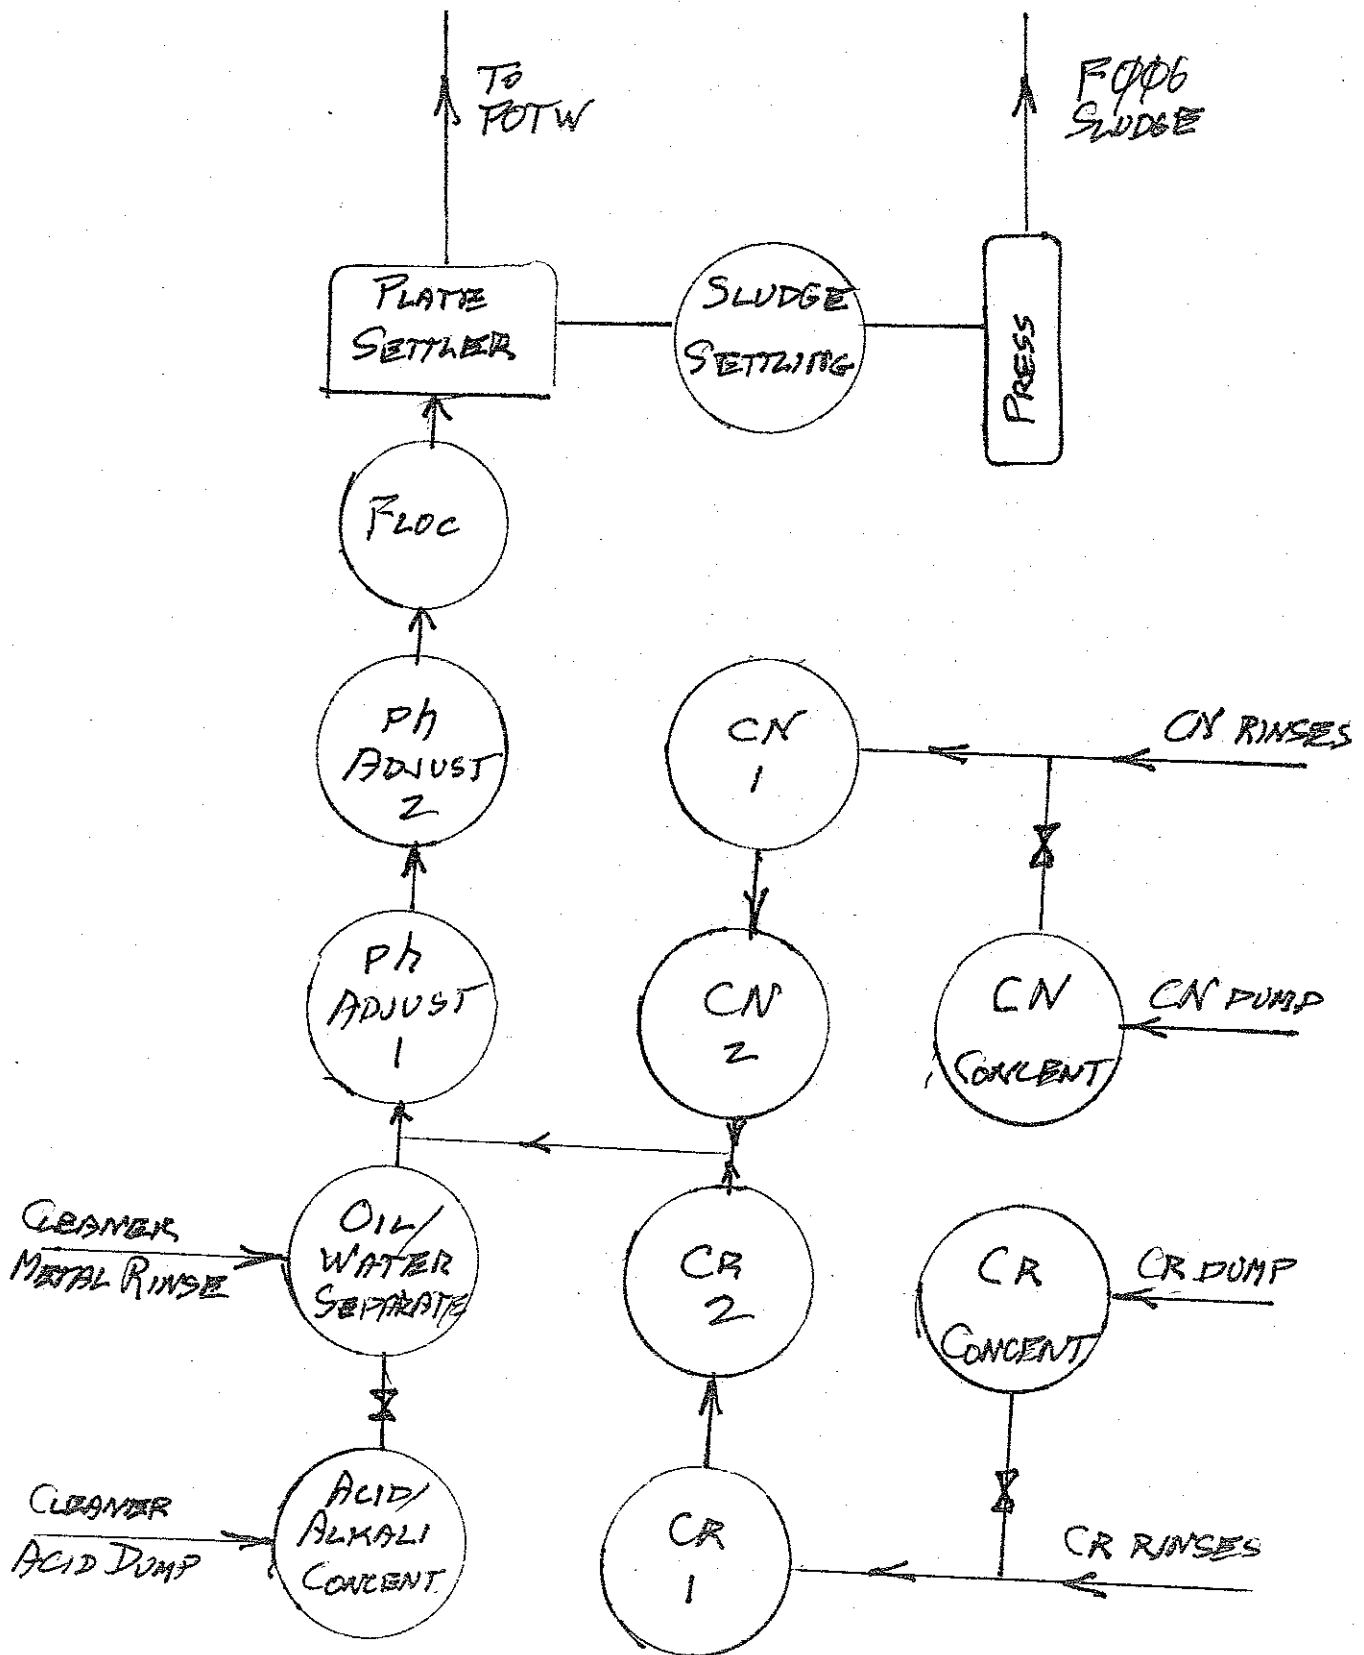 To
POTW
F006
SLUDGE
PLATE
SETTLER
SLUDGE
SETTLING
PRESS
FLOC
Ph
ADJUST
2
CN
1
CN RINSES
Ph
ADJUST
1
CN
2
CN
CONCENT
CN DUMP
CLEANER
METAL RINSE
OIL/
WATER
SEPARATE
CR
2
CR
CONCENT
CR DUMP
CLEANER
ACID DUMP
ACID/
ALKALI
CONCENT.
CR
1
CR RINSES